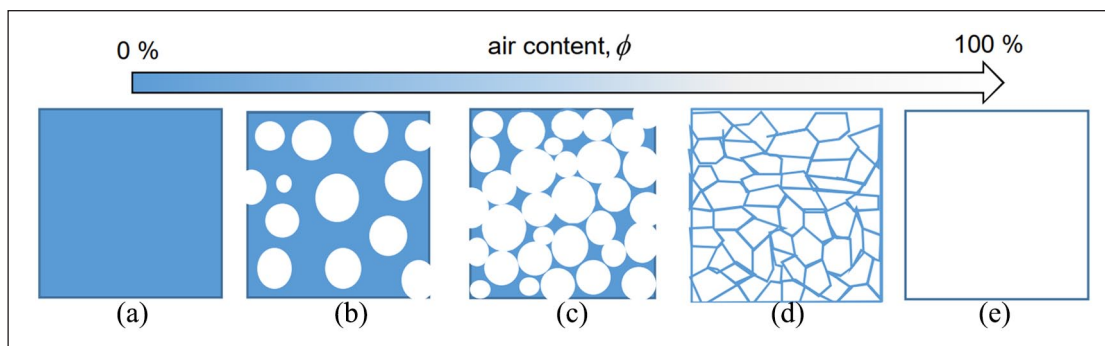 air content, ϕ
0 %
100 %
(a)
(b)
(c)
(d)
(e)